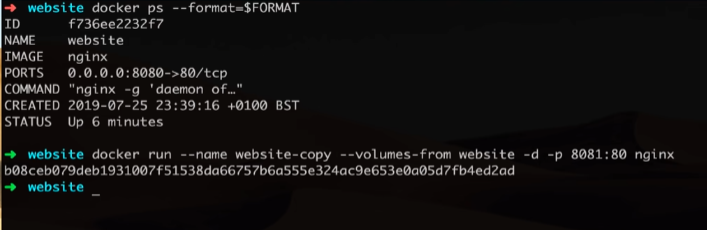 ➜ website docker ps --format=$FORMAT
ID f736ee2232f7
NAME website
IMAGE nginx
PORTS 0.0.0.0:8080->80/tcp
COMMAND "nginx -g 'daemon of…"
CREATED 2019-07-25 23:39:16 +0100 BST
STATUS Up 6 minutes
➜ website docker run --name website-copy --volumes-from website -d -p 8081:80 nginx
b08ceb079deb1931007f51538da66757b6a555e324ac9e653e0a05d7fb4ed2ad
➜ website _